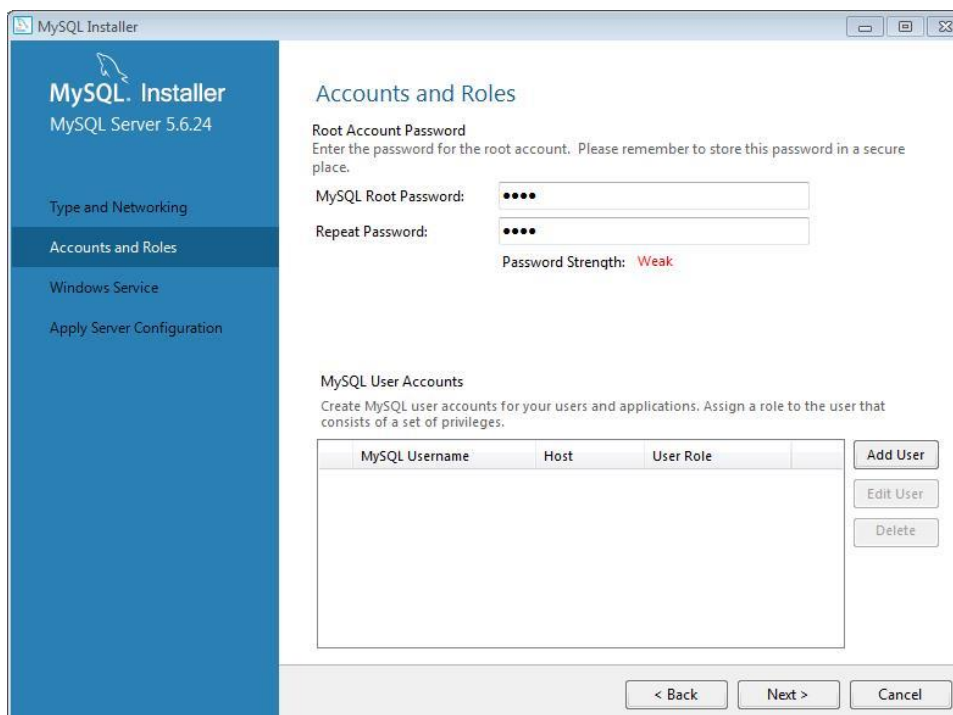 MySQL Installer
MySQL. Installer
MySQL Server 5.6.24
Type and Networking
Accounts and Roles
Windows Service
Apply Server Configuration
Accounts and Roles
Root Account Password
Enter the password for the root account. Please remember to store this password in a secure
place.
MySQL Root Password: ●●●●
Repeat Password: ●●●●
Password Strength: Weak
MySQL User Accounts
Create MySQL user accounts for your users and applications. Assign a role to the user that
consists of a set of privileges.
MySQL Username Host User Role
Add User
Edit User
Delete
< Back Next > Cancel